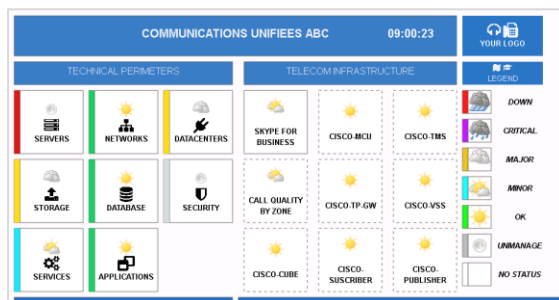 COMMUNICATIONS UNIFIEES ABC
09:00:23
YOUR LOGO
TECHNICAL PERIMETERS
TELECOM INFRASTRUCTURE
LEGEND
SERVERS
NETWORKS
DATACENTERS
SKYPE FOR
BUSINESS
CISCO-MCU
CISCO-TMS
DOWN
CRITICAL
MAJOR
STORAGE
DATABASE
SECURITY
CALL QUALITY
BY ZONE
CISCO-TP-GW
CISCO-VSS
MINOR
OK
SERVICES
APPLICATIONS
CISCO-CUBE
CISCO-
SUSCRIBER
CISCO-
PUBLISHER
UNMANAGE
NO STATUS